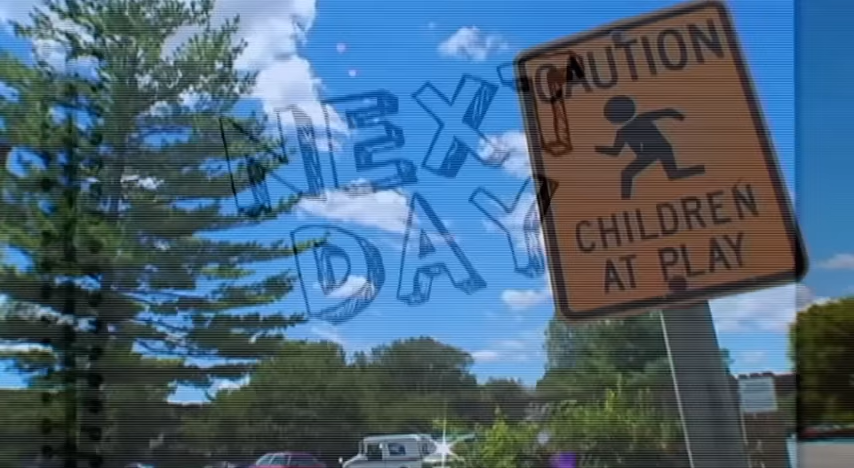 NEXT
DAY
CAUTION
CHILDREN
AT PLAY